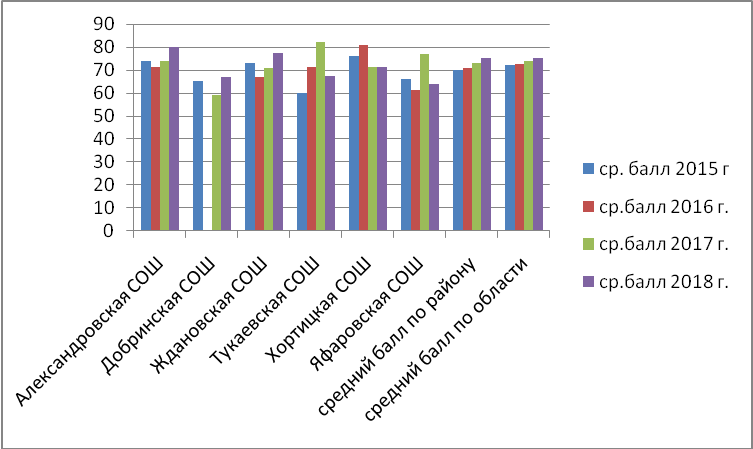 90
80
70
60
50
40
30
20
10
0
Александровская СОШ
Добринская СОШ
Ждановская СОШ
Тукаевская СОШ
Хортицкая СОШ
Яфаровская СОШ
средний балл по району
средний балл по области
ср. балл 2015 г
ср.балл 2016 г.
ср.балл 2017 г.
ср.балл 2018 г.